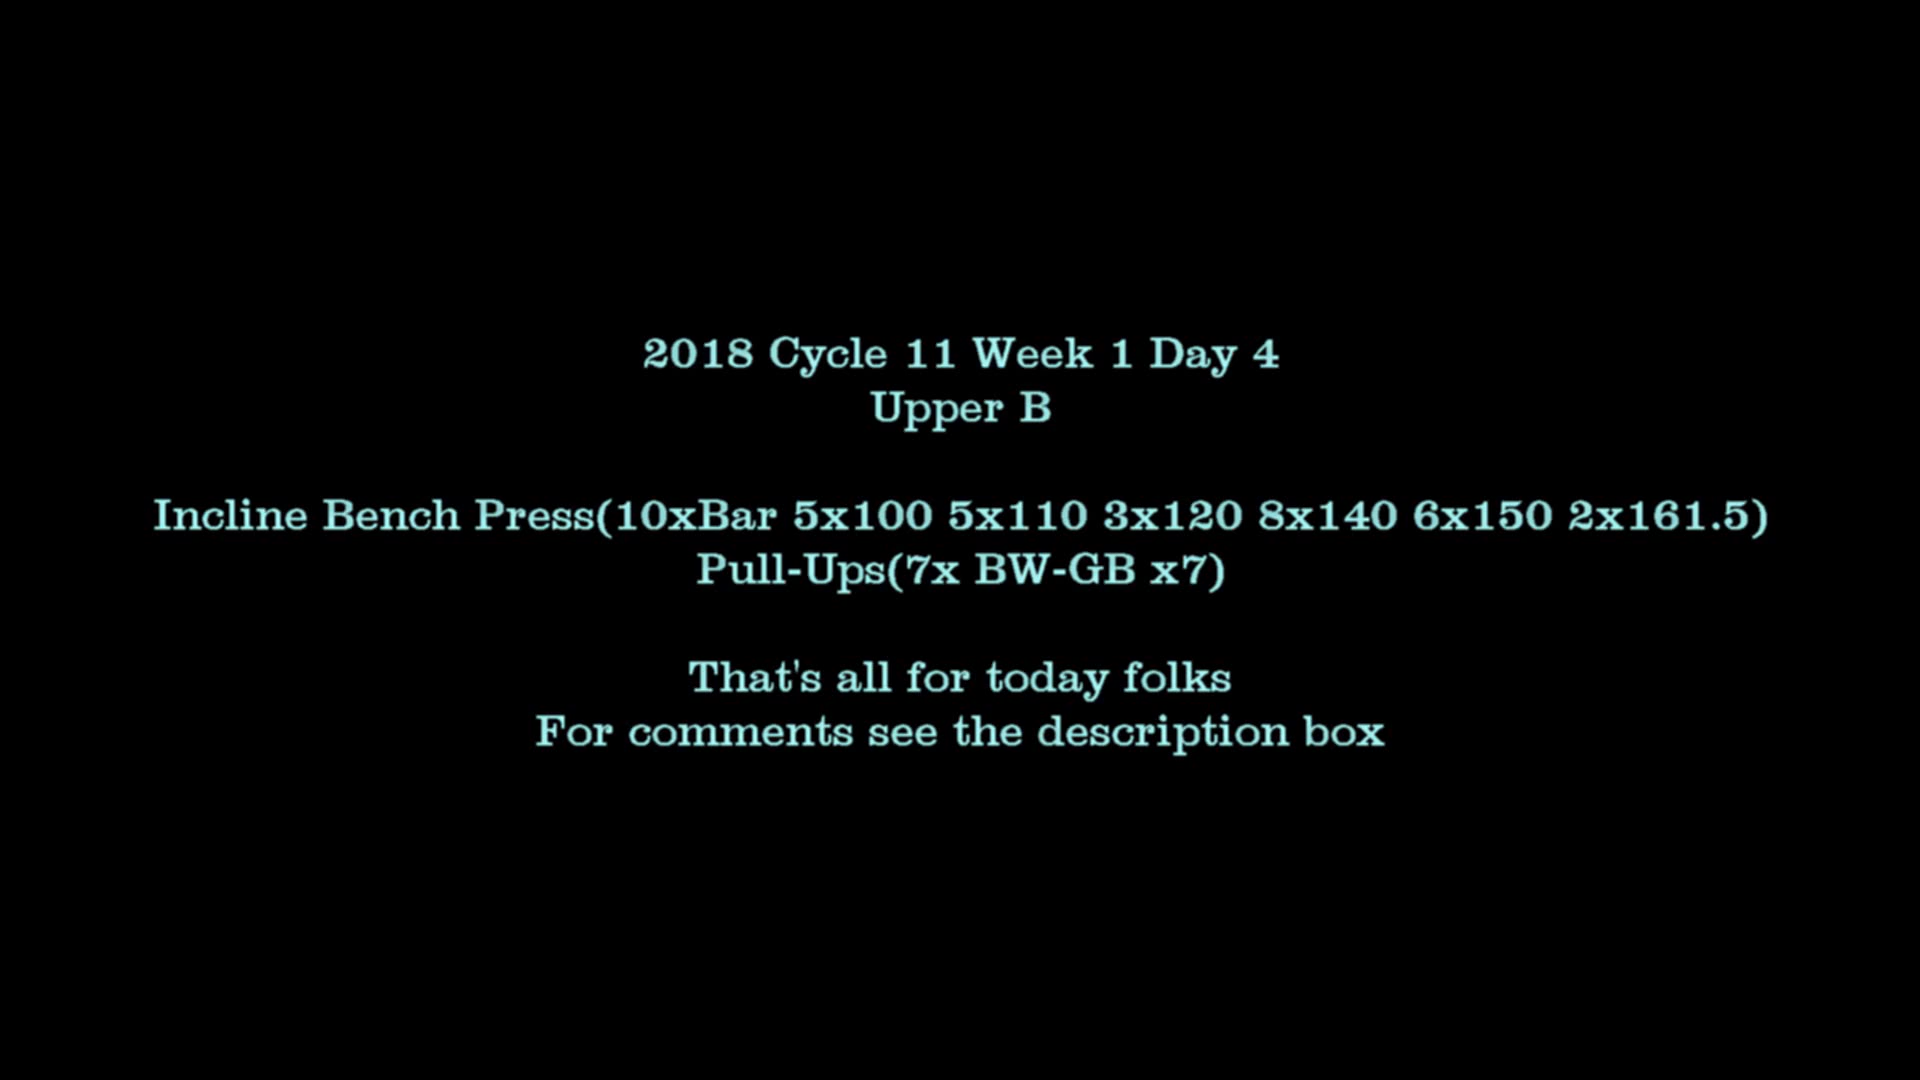 2018 Cycle 11 Week 1 Day 4
Upper B
Incline Bench Press(10xBar 5x100 5x110 3x120 8x140 6x150 2x161.5)
Pull-Ups(7x BW-GB x7)
That's all for today folks
For comments see the description box